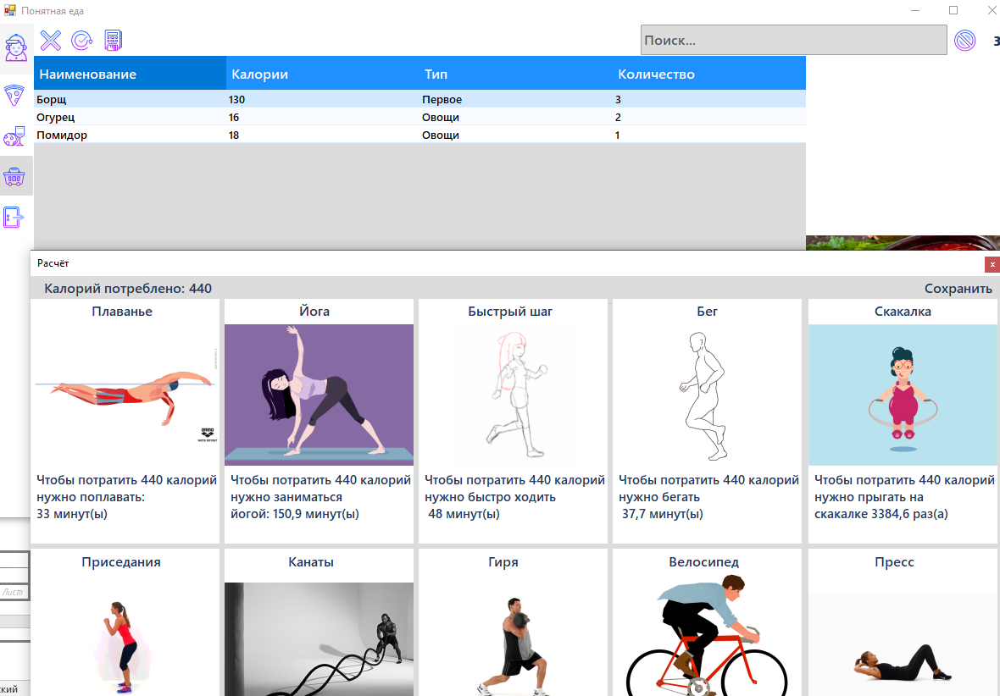 Понятная еда
Поиск...
3
Наименование Калории Тип Количество
Борщ 130 Первое 3
Огурец 16 Овощи 2
Помидор 18 Овощи 1
Расчёт
x
Калорий потреблено: 440
Сохранить
Плаванье
Йога
Быстрый шаг
Бег
Скакалка
arena
WATER INSTINCT
Чтобы потратить 440 калорий
нужно поплавать:
33 минут(ы)
Чтобы потратить 440 калорий
нужно заниматься
йогой: 150,9 минут(ы)
Чтобы потратить 440 калорий
нужно быстро ходить
48 минут(ы)
Чтобы потратить 440 калорий
нужно бегать
37,7 минут(ы)
Чтобы потратить 440 калорий
нужно прыгать на
скакалке 3384,6 раз(а)
Лист
Приседания
Канаты
Гиря
Велосипед
Пресс
кий